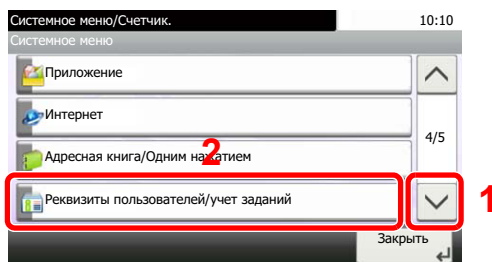 Системное меню/Счетчик. 10:10
Системное меню
Приложение
Интернет
4/5
2
Адресная книга/Одним нажатием
Реквизиты пользователей/учет заданий
1
Закрыть